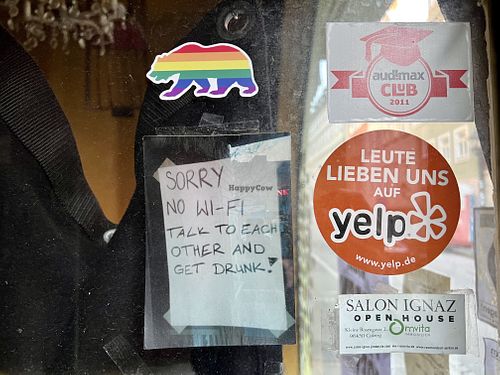 SORRY
NO WI-FI
TALK TO EACH
OTHER AND
GET DRUNK!
HappyCow
audimax
CLUB
2011
LEUTE
LIEBEN UNS
AUF
yelp
www.yelp.de
SALON IGNAZ
OPEN HOUSE
omvita